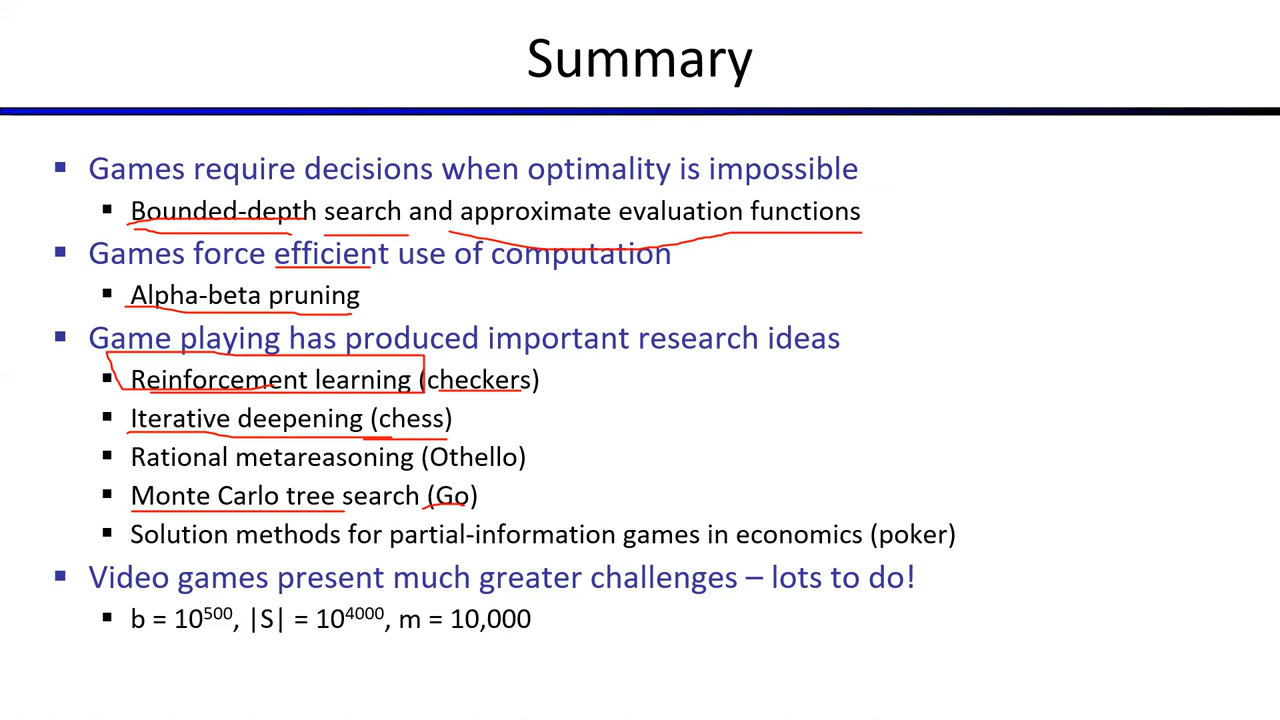 Summary
▪ Games require decisions when optimality is impossible
▪ Bounded-depth search and approximate evaluation functions
▪ Games force efficient use of computation
▪ Alpha-beta pruning
▪ Game playing has produced important research ideas
▪ Reinforcement learning (checkers)
▪ Iterative deepening (chess)
▪ Rational metareasoning (Othello)
▪ Monte Carlo tree search (Go)
▪ Solution methods for partial-information games in economics (poker)
▪ Video games present much greater challenges – lots to do!
▪ b = 10⁵⁰⁰, |S| = 10⁴⁰⁰⁰, m = 10,000